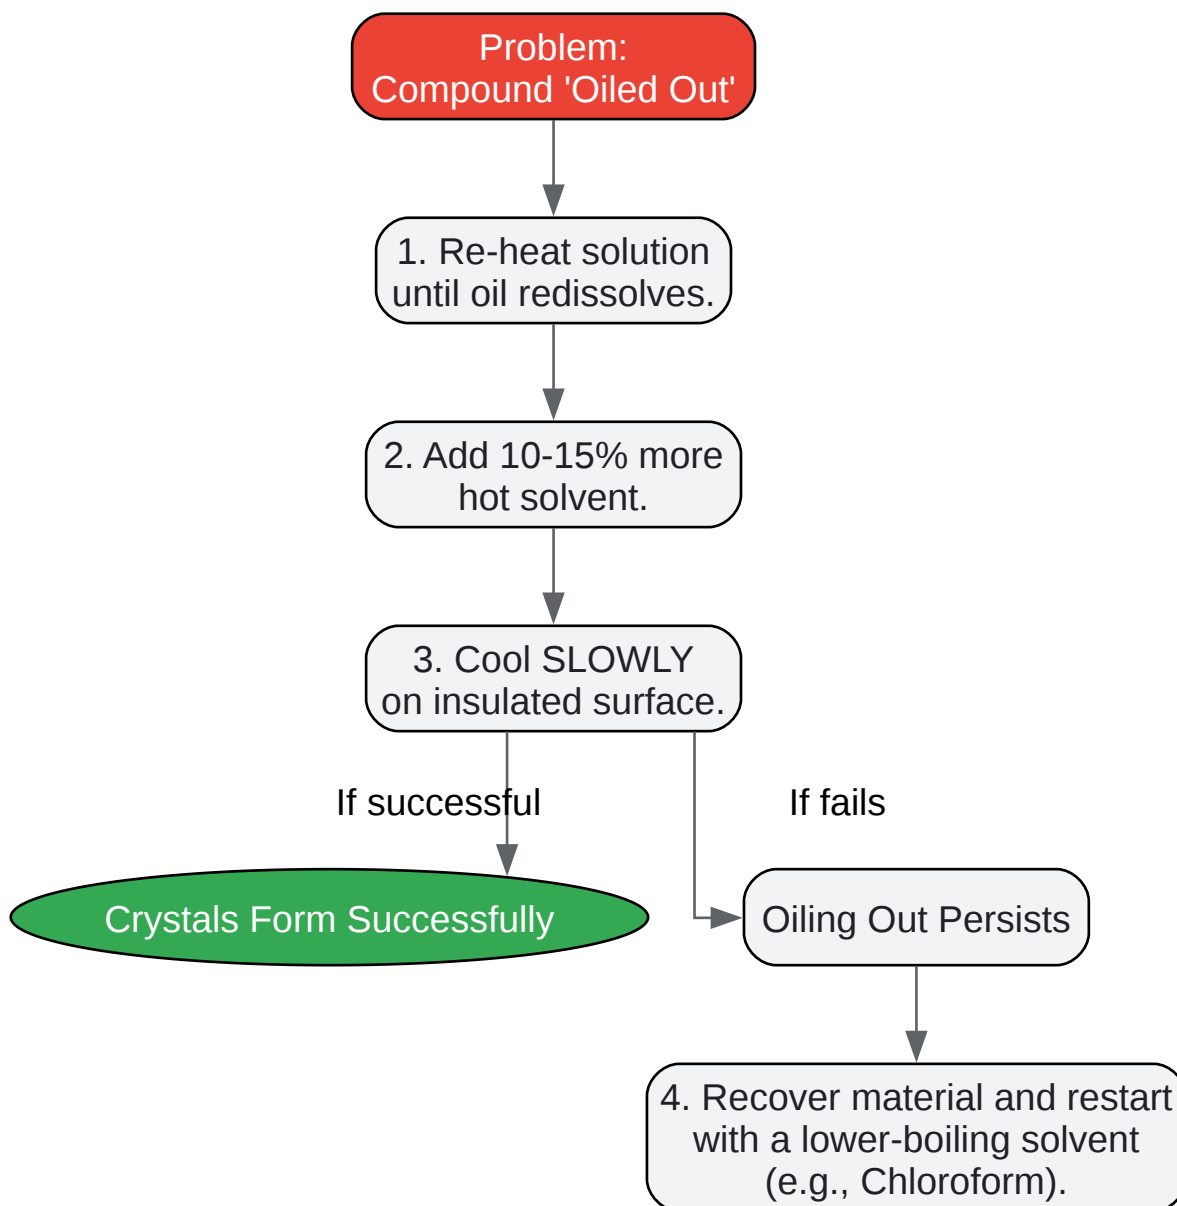 Problem:
Compound 'Oiled Out'
1. Re-heat solution
until oil redissolves.
2. Add 10-15% more
hot solvent.
3. Cool SLOWLY
on insulated surface.
If successful
If fails
Crystals Form Successfully
Oiling Out Persists
4. Recover material and restart
with a lower-boiling solvent
(e.g., Chloroform).